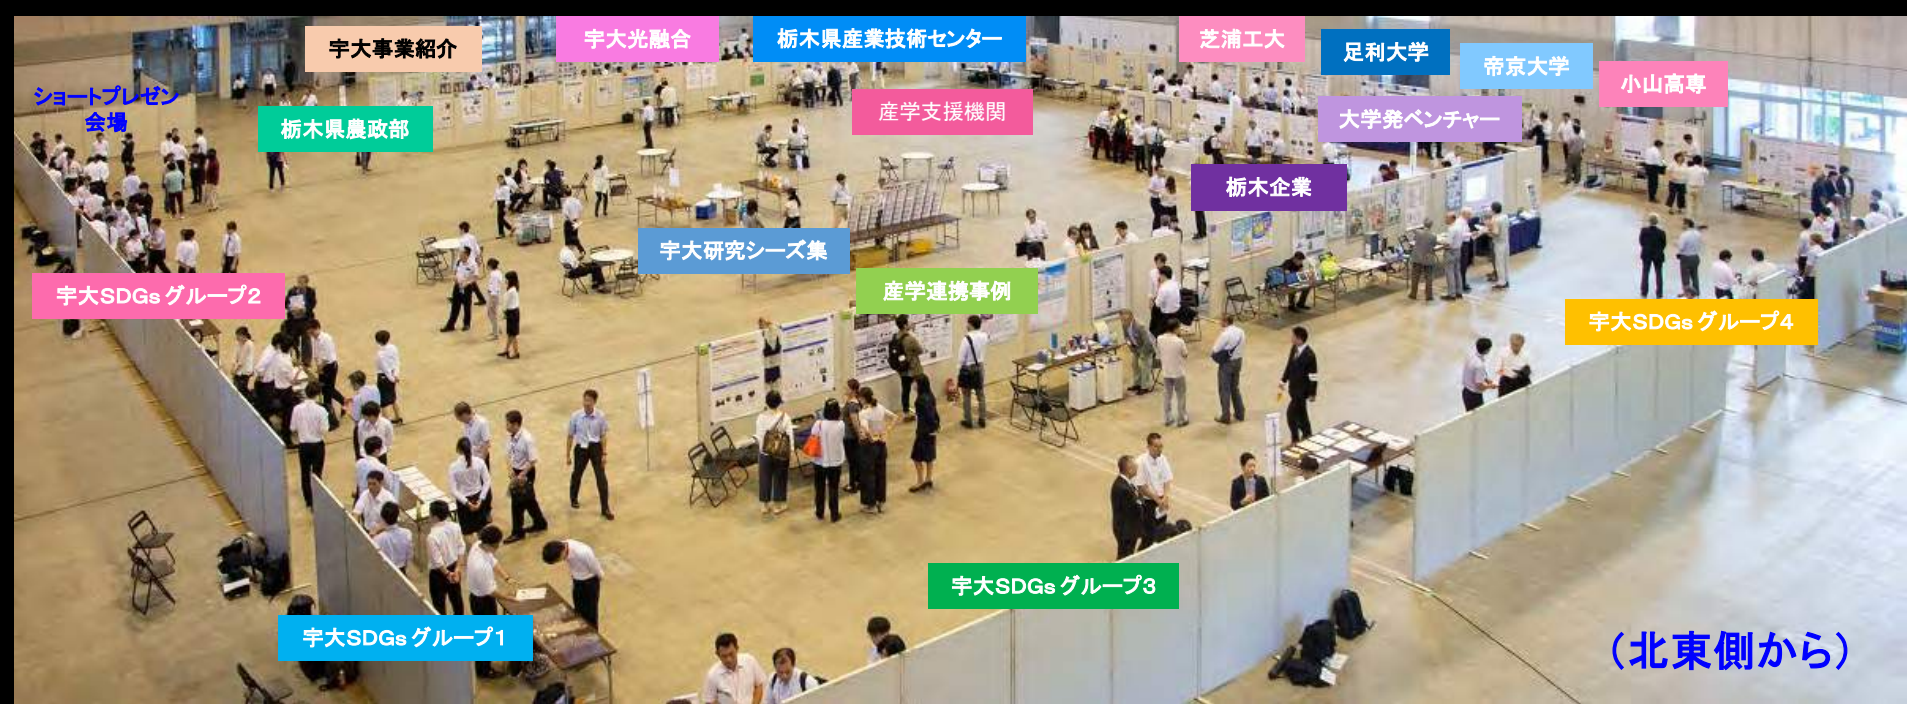 宇大事業紹介
宇大光融合
栃木県産業技術センター
芝浦工大
足利大学
帝京大学
小山高専
ショートプレゼン
会場
栃木県農政部
産学支援機関
大学発ベンチャー
栃木企業
宇大研究シーズ集
宇大SDGsグループ2
産学連携事例
宇大SDGsグループ4
宇大SDGsグループ3
宇大SDGsグループ1
（北東側から）